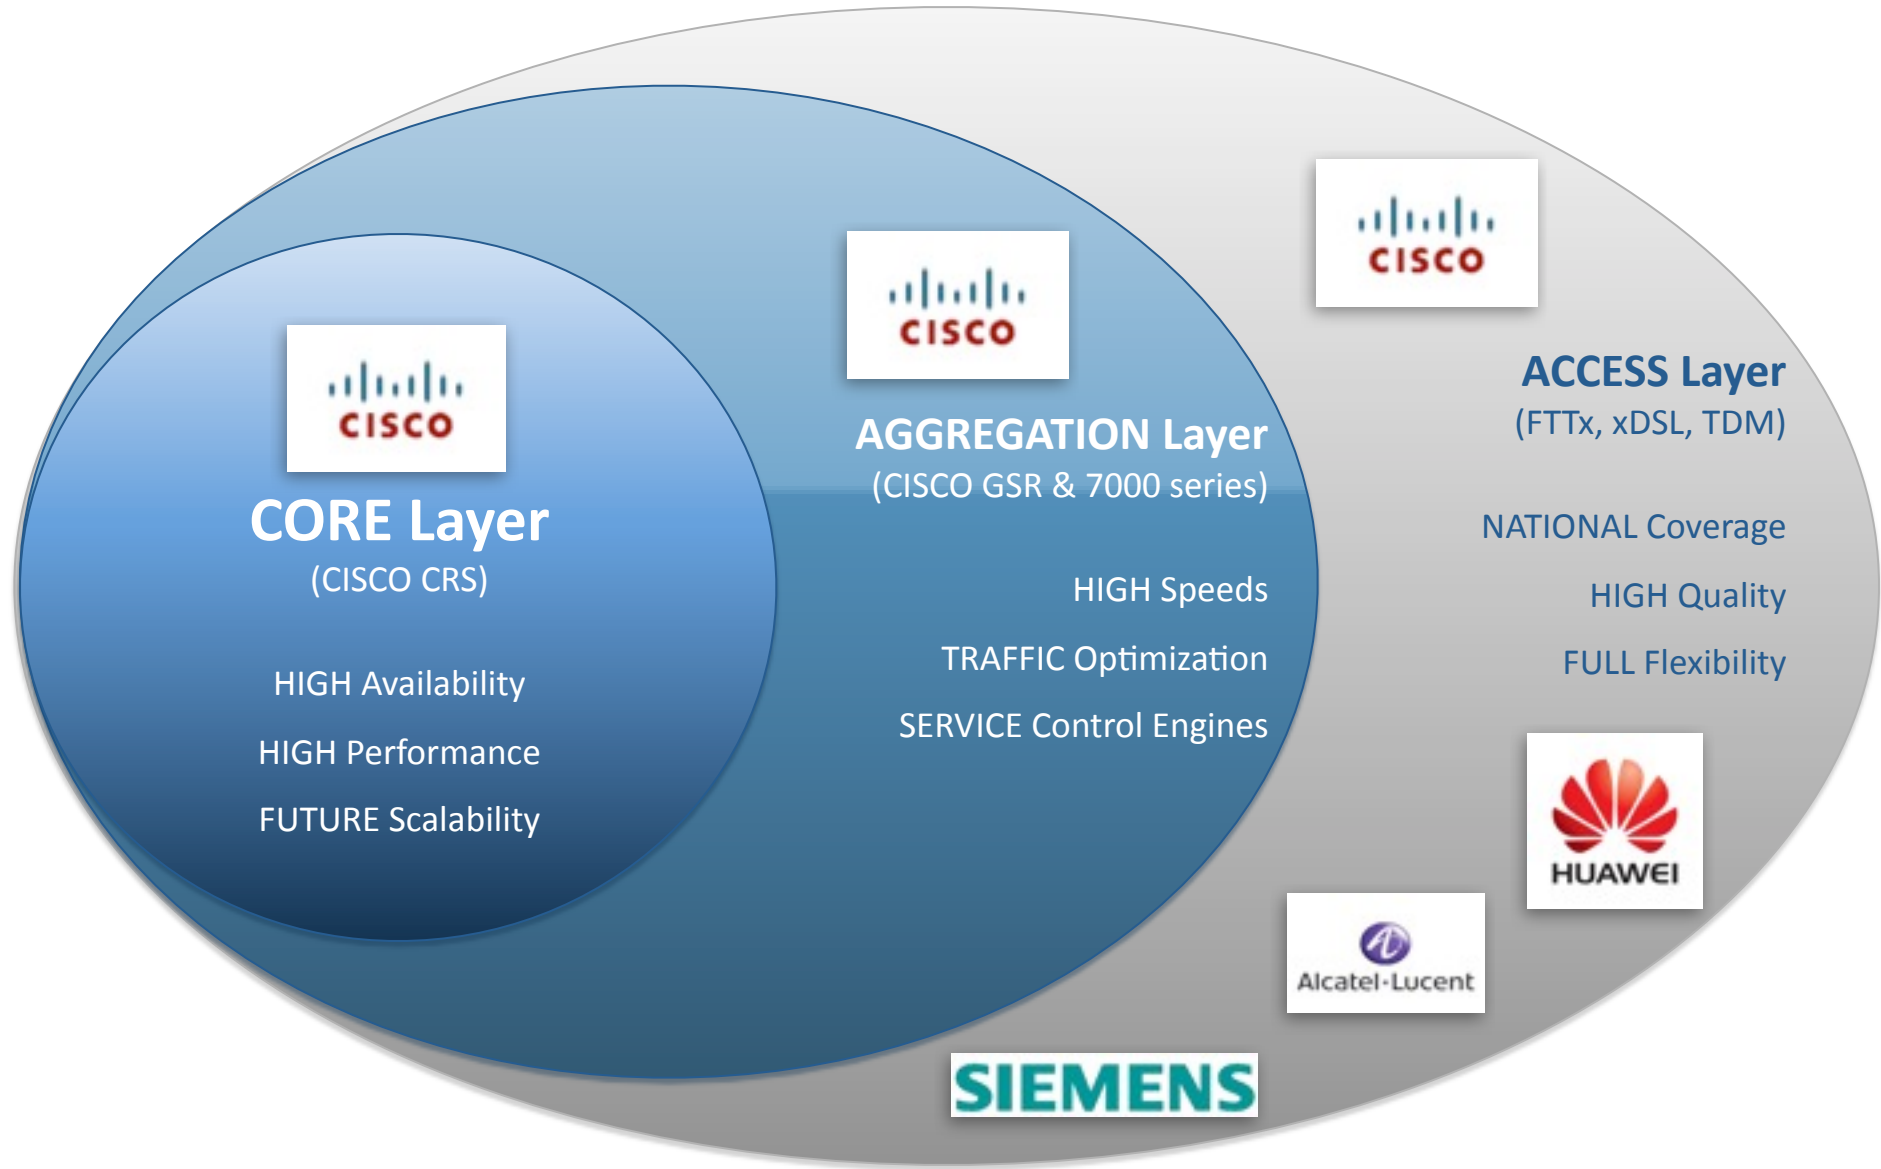 CISCO
CORE Layer
(CISCO CRS)
HIGH Availability
HIGH Performance
FUTURE Scalability
CISCO
AGGREGATION Layer
(CISCO GSR & 7000 series)
HIGH Speeds
TRAFFIC Optimization
SERVICE Control Engines
CISCO
ACCESS Layer
(FTTx, xDSL, TDM)
NATIONAL Coverage
HIGH Quality
FULL Flexibility
HUAWEI
Alcatel·Lucent
SIEMENS